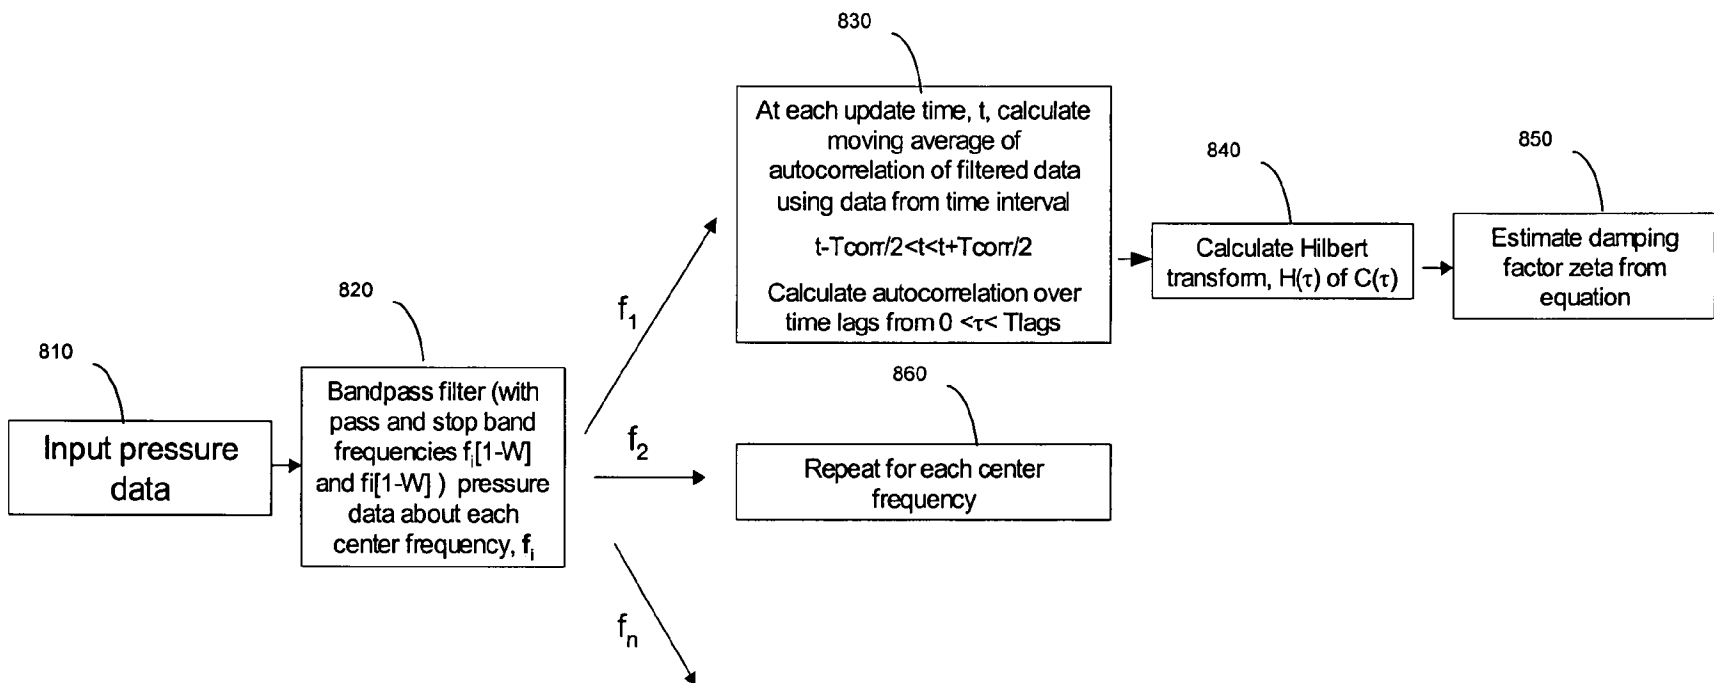 810
Input pressure
data
820
Bandpass filter (with
pass and stop band
frequencies fi[1-W]
and fi[1-W] ) pressure
data about each
center frequency, fi
f1
f2
fn
830
At each update time, t, calculate
moving average of
autocorrelation of filtered data
using data from time interval
t-Tcorr/2<t<t+Tcorr/2
Calculate autocorrelation over
time lags from 0 <τ< Tlags
840
Calculate Hilbert
transform, H(τ) of C(τ)
850
Estimate damping
factor zeta from
equation
860
Repeat for each center
frequency